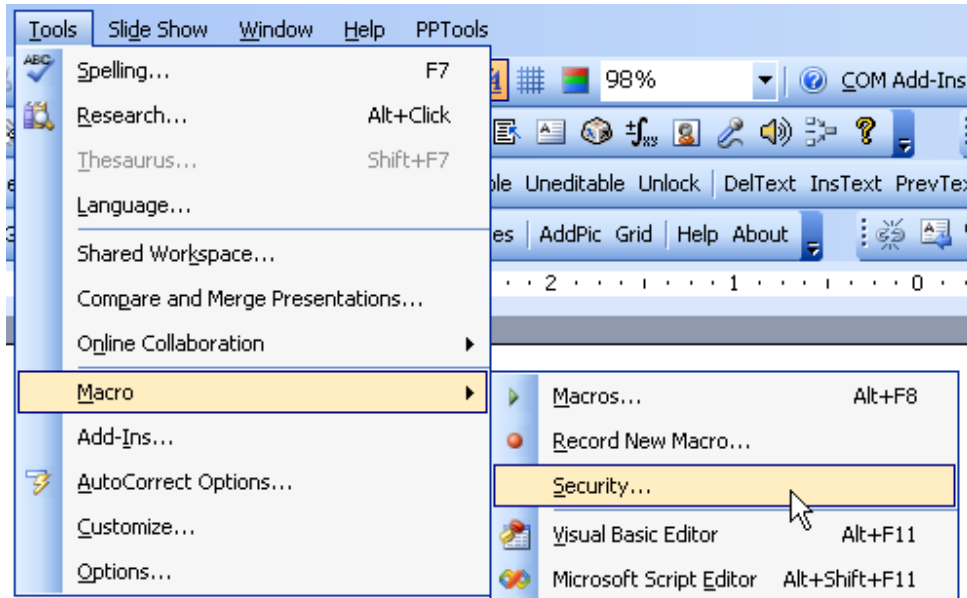 Tools Slide Show Window Help PPTools
ABC Spelling... F7
98% COM Add-Ins
Research... Alt+Click
Thesaurus... Shift+F7
Uneditable Unlock DelText InsText
Language...
AddPic Grid Help About
Shared Workspace...
2 1 0
Compare and Merge Presentations...
Online Collaboration
Macro
Macros... Alt+F8
Add-Ins...
Record New Macro...
AutoCorrect Options...
Security...
Customize...
Visual Basic Editor Alt+F11
Options...
Microsoft Script Editor Alt+Shift+F11